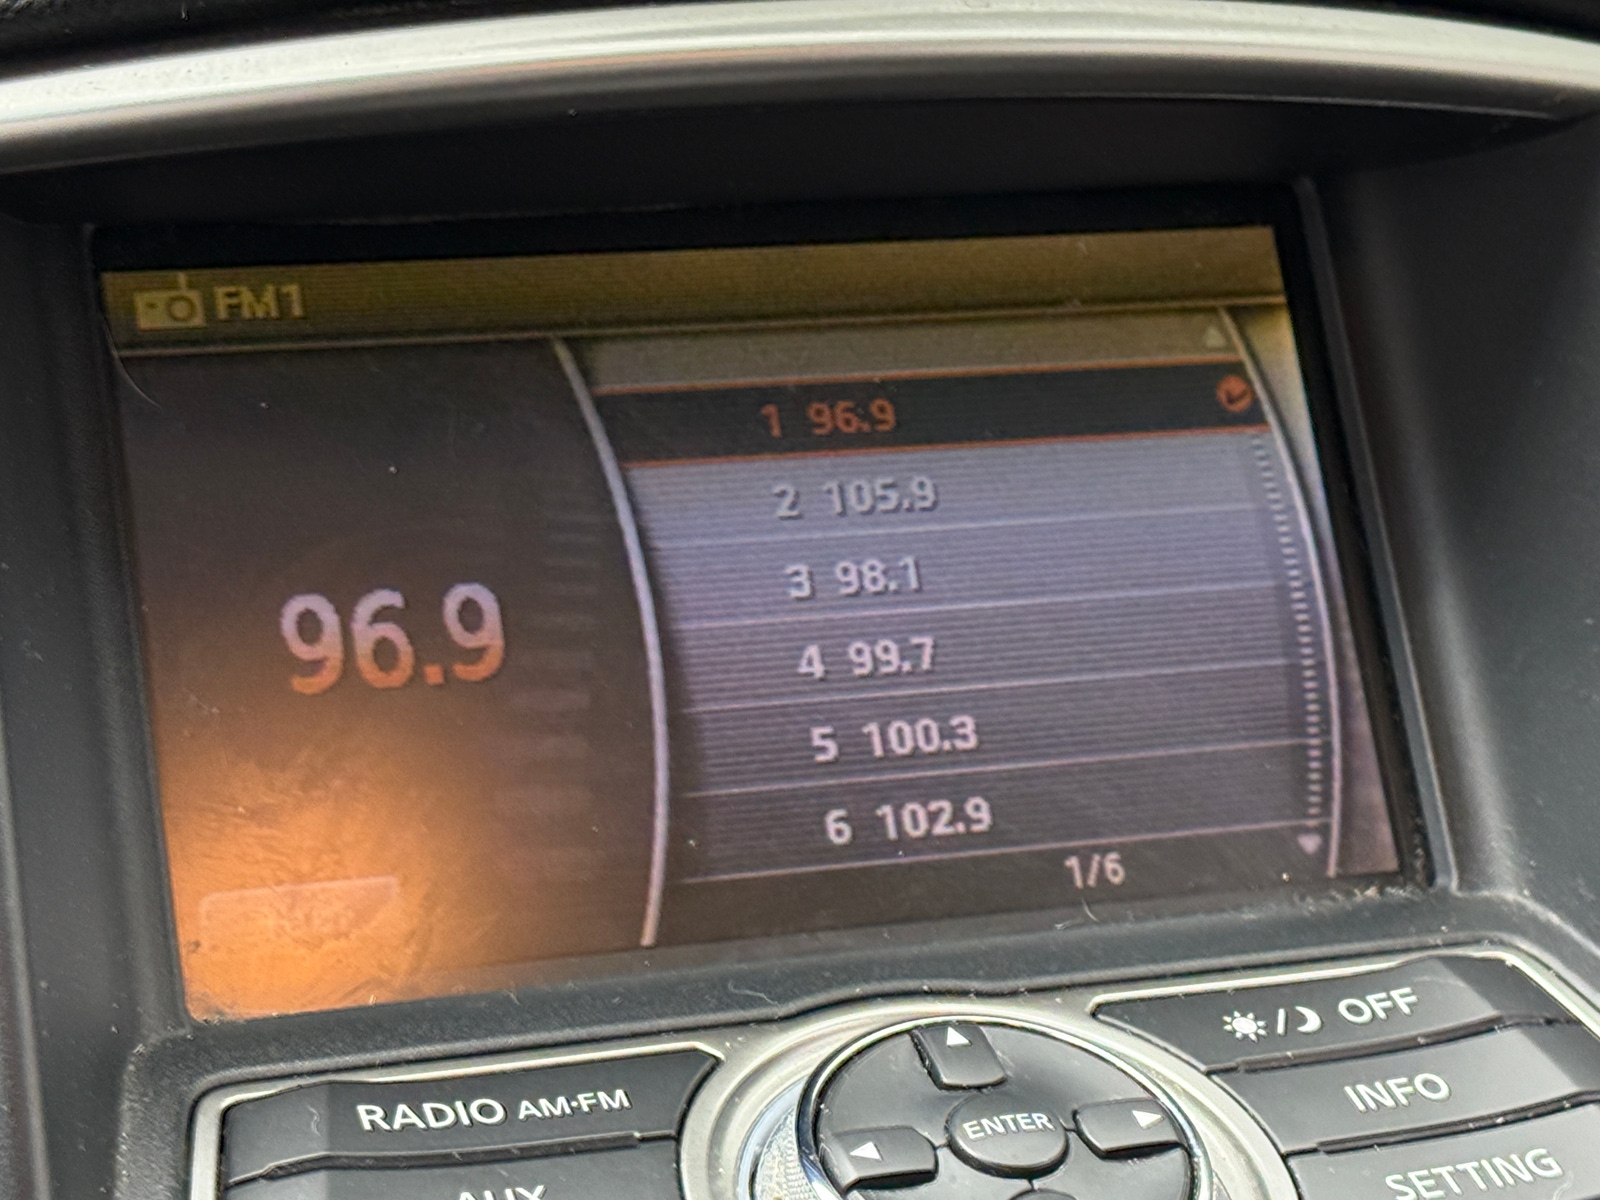 FM1
96.9
1 96.9
2 105.9
3 98.1
4 99.7
5 100.3
6 102.9
1/6
RADIO AM·FM
AUX
ENTER
OFF
INFO
SETTING